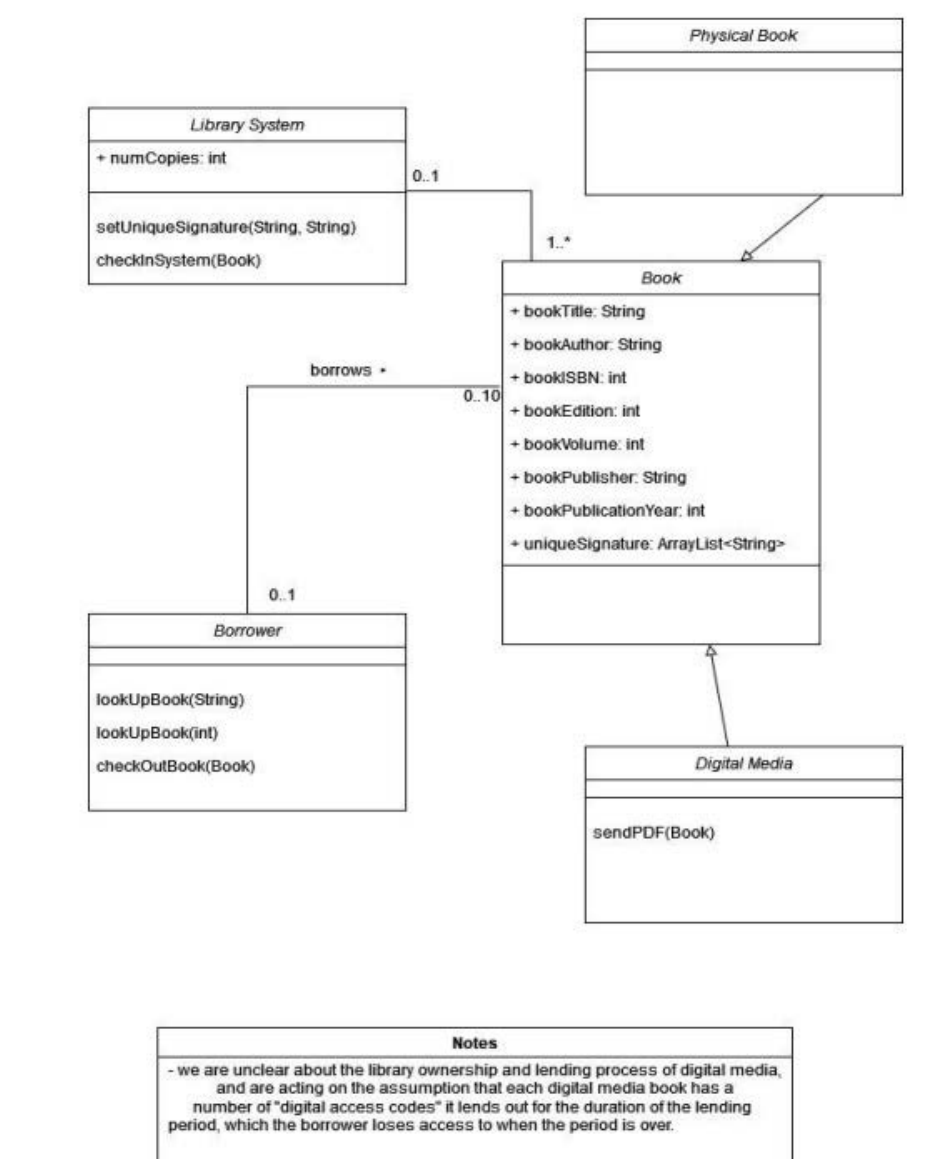 Physical Book
Library System
+ numCopies: int
setUniqueSignature(String, String)
checkInSystem(Book)
0..1
1..*
Book
+ bookTitle: String
+ bookAuthor: String
+ bookISBN: int
+ bookEdition: int
+ bookVolume: int
+ bookPublisher: String
+ bookPublicationYear: int
+ uniqueSignature: ArrayList<String>
borrows
0..10
0..1
Borrower
lookUpBook(String)
lookUpBook(int)
checkOutBook(Book)
Digital Media
sendPDF(Book)
Notes
- we are unclear about the library ownership and lending process of digital media,
and are acting on the assumption that each digital media book has a
number of "digital access codes" it lends out for the duration of the lending
period, which the borrower loses access to when the period is over.